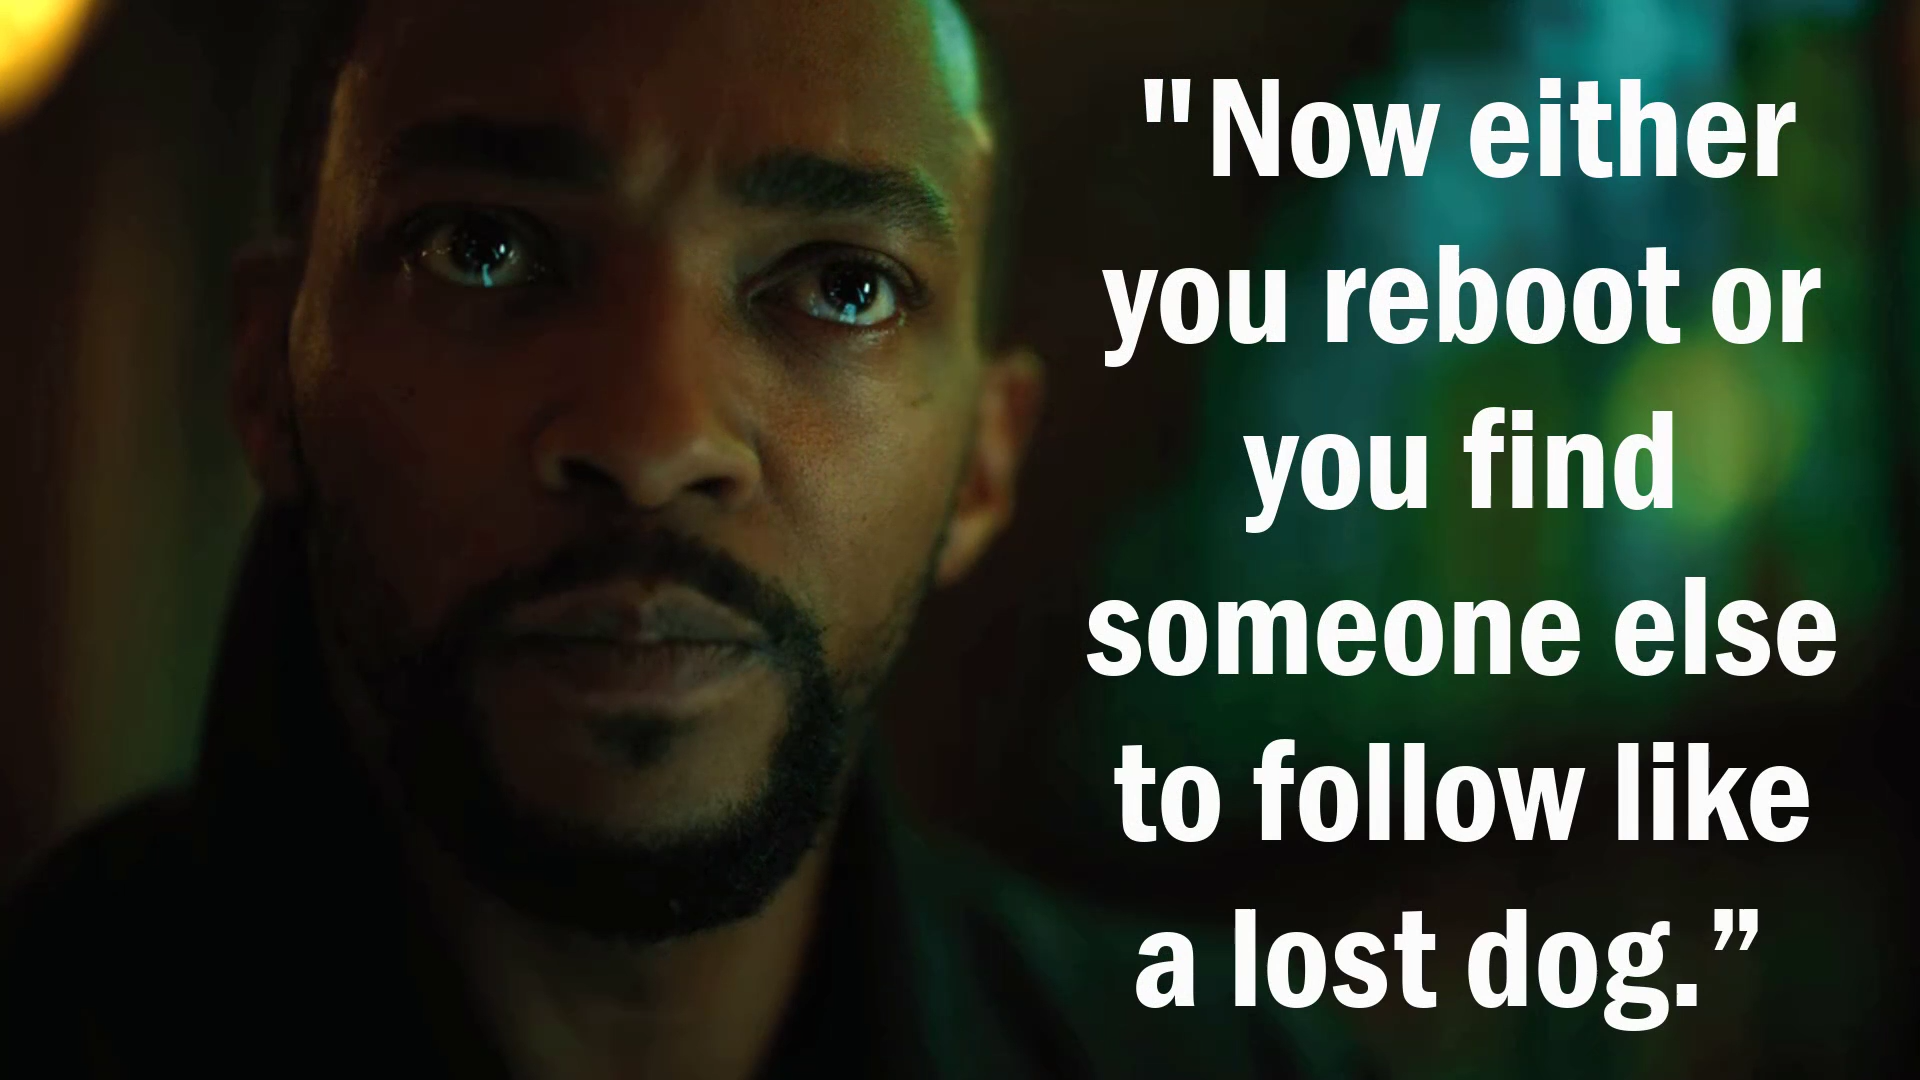 "Now either
you reboot or
you find
someone else
to follow like
a lost dog.”